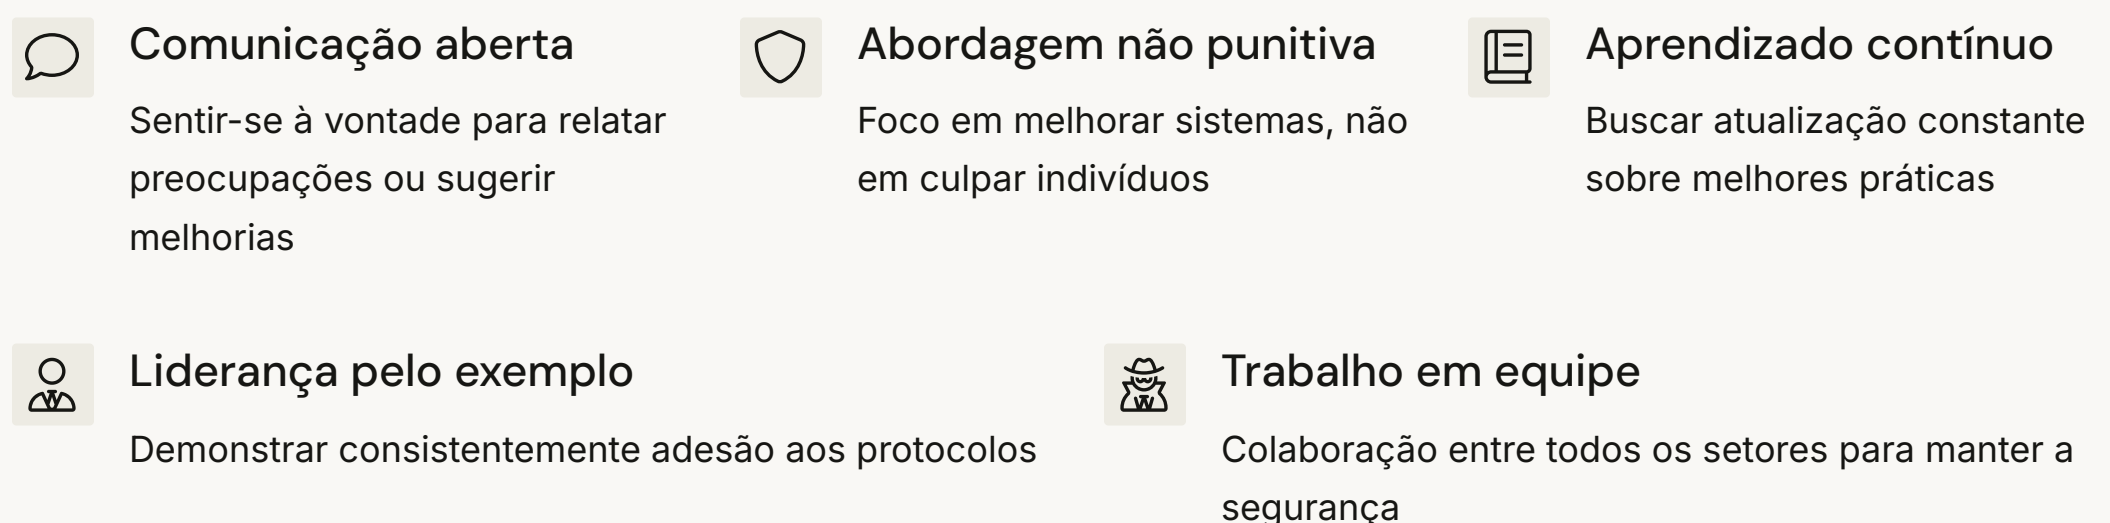 Comunicação aberta
Sentir-se à vontade para relatar
preocupações ou sugerir
melhorias
Abordagem não punitiva
Foco em melhorar sistemas, não
em culpar indivíduos
Aprendizado contínuo
Buscar atualização constante
sobre melhores práticas
Liderança pelo exemplo
Demonstrar consistentemente adesão aos protocolos
Trabalho em equipe
Colaboração entre todos os setores para manter a
segurança